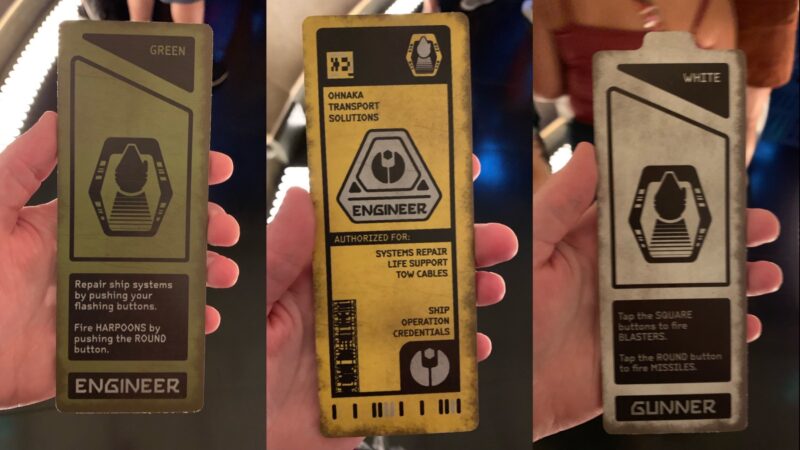 GREEN
Repair ship systems
by pushing your
flashing buttons.
Fire HARPOONS by
pushing the ROUND
button.
ENGINEER
OHNAKA
TRANSPORT
SOLUTIONS
ENGINEER
AUTHORIZED FOR:
SYSTEMS REPAIR
LIFE SUPPORT
TOW CABLES
SHIP
OPERATION
CREDENTIALS
WHITE
Tap the SQUARE
buttons to fire
BLASTERS.
Tap the ROUND button
to fire MISSILES.
GUNNER